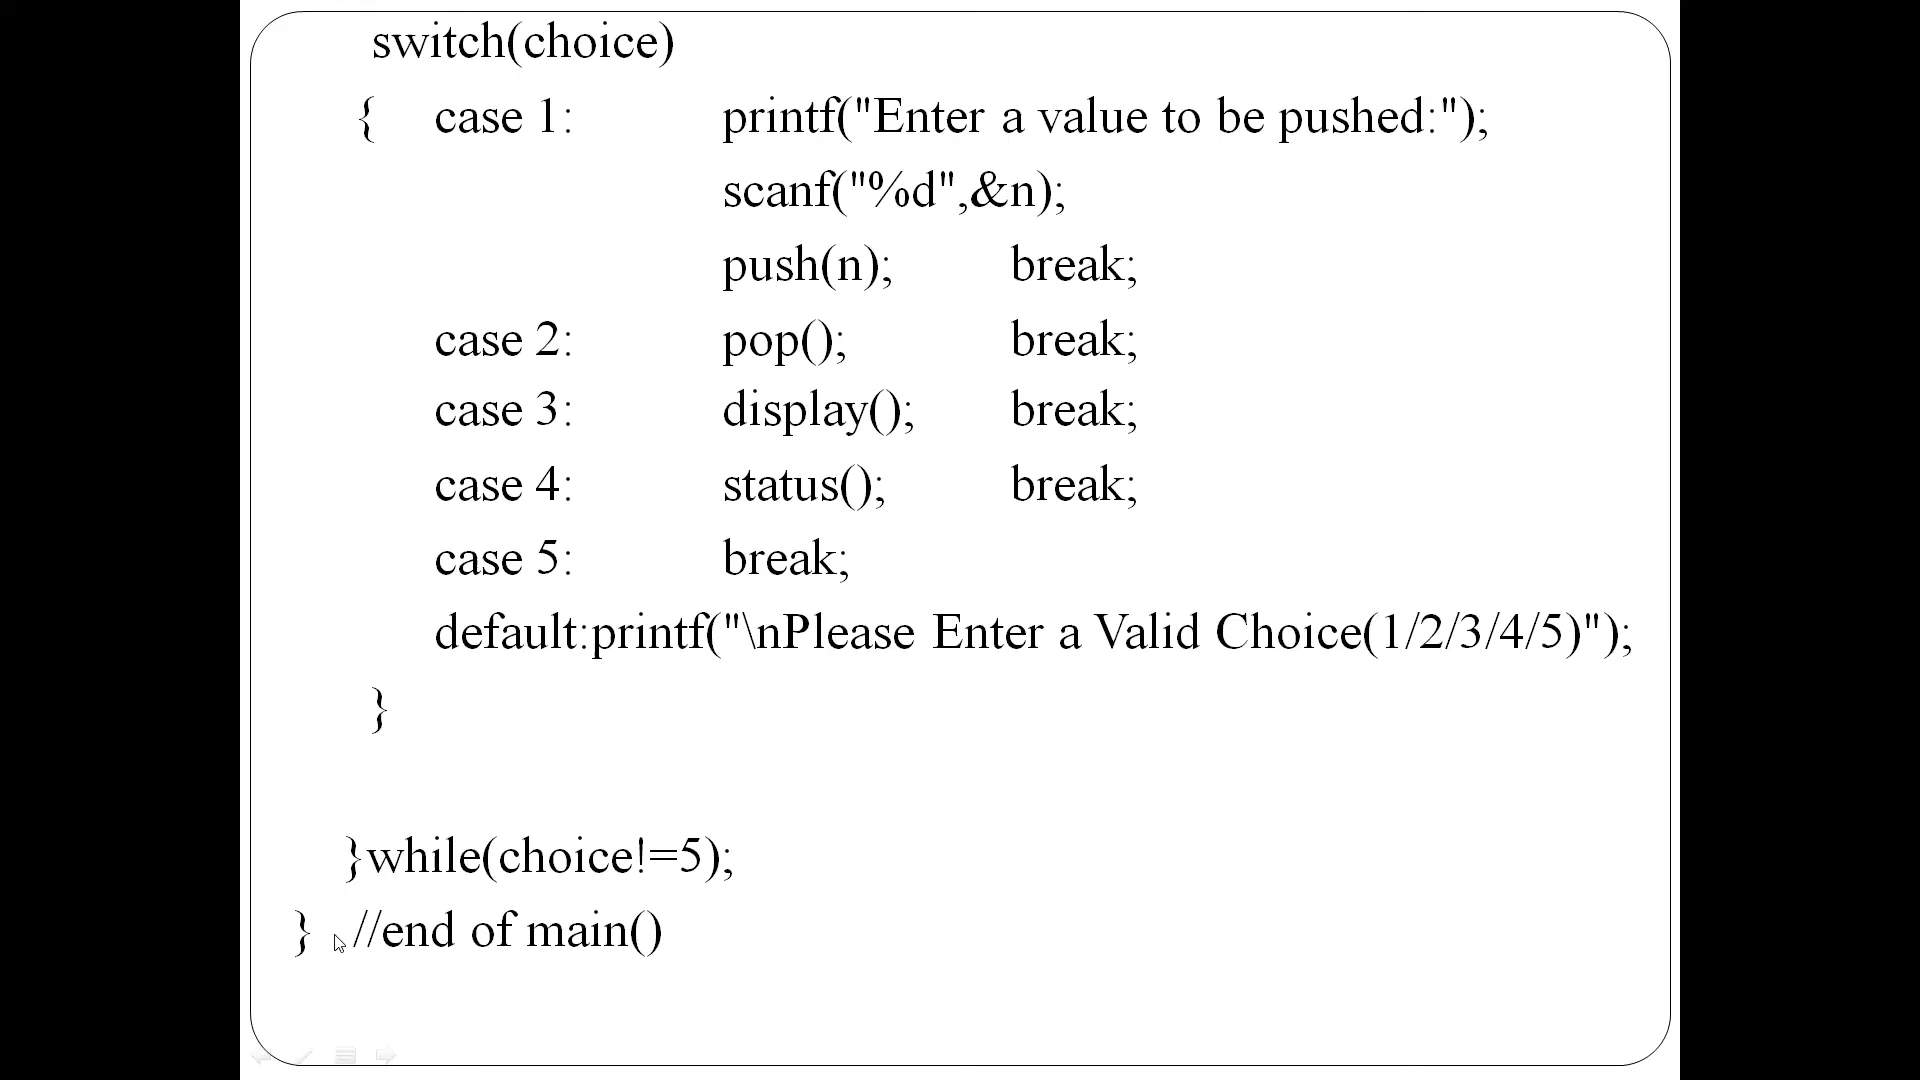 switch(choice)
{ case 1: printf("Enter a value to be pushed:");
scanf("%d",&n);
push(n); break;
case 2: pop(); break;
case 3: display(); break;
case 4: status(); break;
case 5: break;
default:printf("\nPlease Enter a Valid Choice(1/2/3/4/5)");
}
}while(choice!=5);
} //end of main()